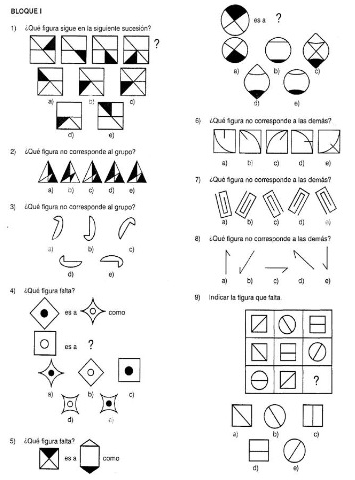 BLOQUE I
1) ¿Qué figura sigue en la siguiente sucesión?
?
a) b) c)
d) e)
2) ¿Qué figura no corresponde al grupo?
a) b) c) d) e)
3) ¿Qué figura no corresponde al grupo?
a) b) c)
d) e)
4) ¿Qué figura falta?
es a como
es a ?
a) b) c)
d) e)
5) ¿Qué figura falta?
es a como
es a ?
a) b) c)
d) e)
6) ¿Qué figura no corresponde a las demás?
a) b) c) d) e)
7) ¿Qué figura no corresponde a las demás?
a) b) c) d) e)
8) ¿Qué figura no corresponde a las demás?
a) b) c) d) e)
9) Indicar la figura que falta
?
a) b) c)
d) e)